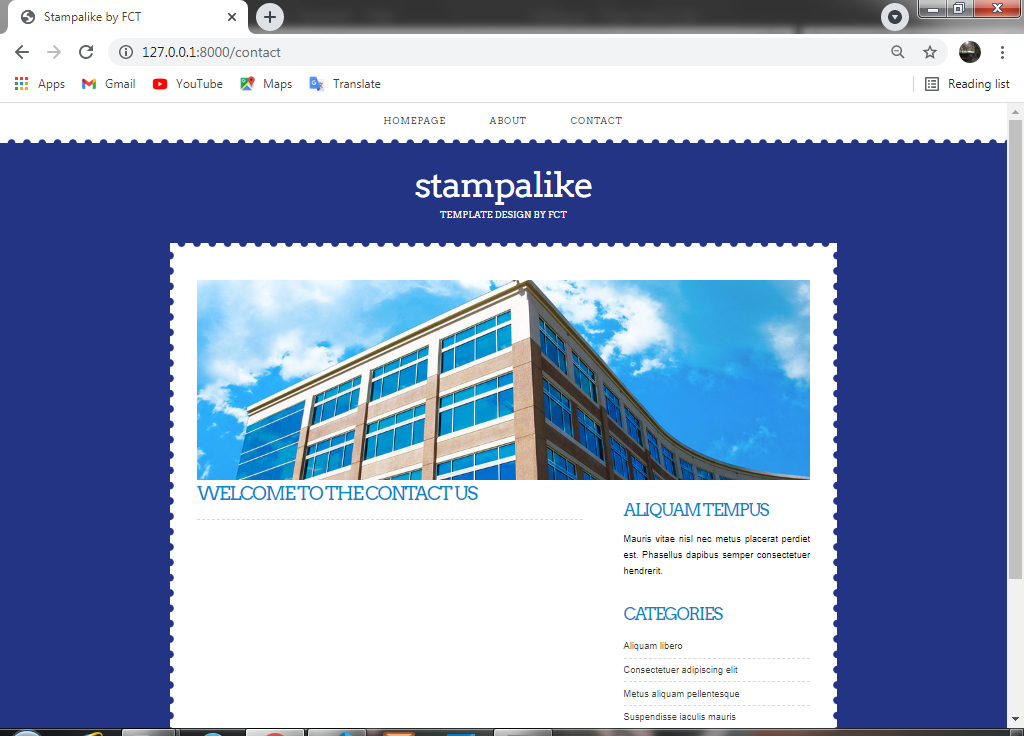 Stampalike by FCT
127.0.0.1:8000/contact
Apps Gmail YouTube Maps Translate Reading list
HOMEPAGE ABOUT CONTACT
stampalike
TEMPLATE DESIGN BY FCT
WELCOME TO THE CONTACT US
ALIQUAM TEMPUS
Mauris vitae nisl nec metus placerat perdiet
est. Phasellus dapibus semper consectetuer
hendrerit.
CATEGORIES
Aliquam libero
Consectetuer adipiscing elit
Metus aliquam pellentesque
Suspendisse iaculis mauris